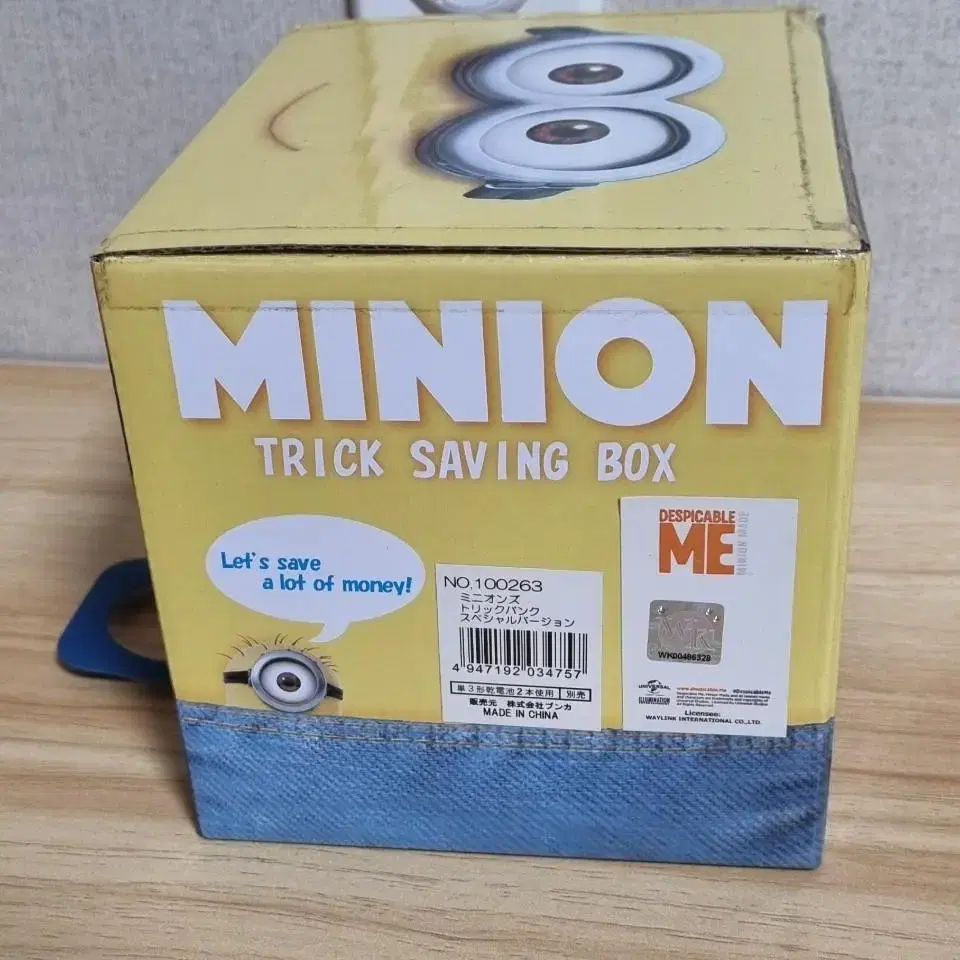 MINION
TRICK SAVING BOX
Let's save
a lot of money!
NO.100263
ミニオンズ
トリックバンク
スペシャルバージョン
4 947192 034757
単3形乾電池2本使用 別売
販売元 株式会社ブンカ
MADE IN CHINA
DESPICABLE
ME
MINION MADE
WK
WK00486328
UNIVERSAL
ILLUMINATION
#DespicableMe
Licensee:
WAYLINK INTERNATIONAL CO.,LTD.